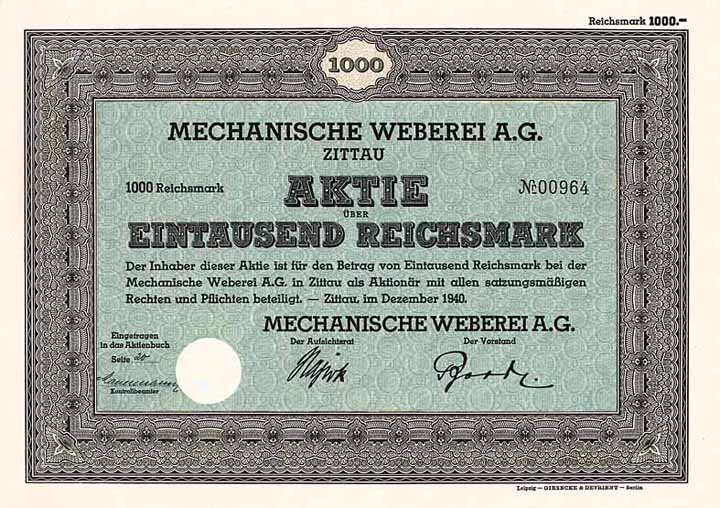 Reichsmark 1000.–
1000
MECHANISCHE WEBEREI A.G.
ZITTAU
1000 Reichsmark
AKTIE
№ 00964
ÜBER
EINTAUSEND REICHSMARK
Der Inhaber dieser Aktie ist für den Betrag von Eintausend Reichsmark bei der
Mechanische Weberei A.G. in Zittau als Aktionär mit allen satzungsmäßigen
Rechten und Pflichten beteiligt. — Zittau, im Dezember 1940.
MECHANISCHE WEBEREI A.G.
Der Aufsichtsrat
Der Vorstand
Eingetragen
in das Aktienbuch
Seite 20
Kontrollbeamter
Leipzig — GIESECKE & DEVRIENT — Berlin